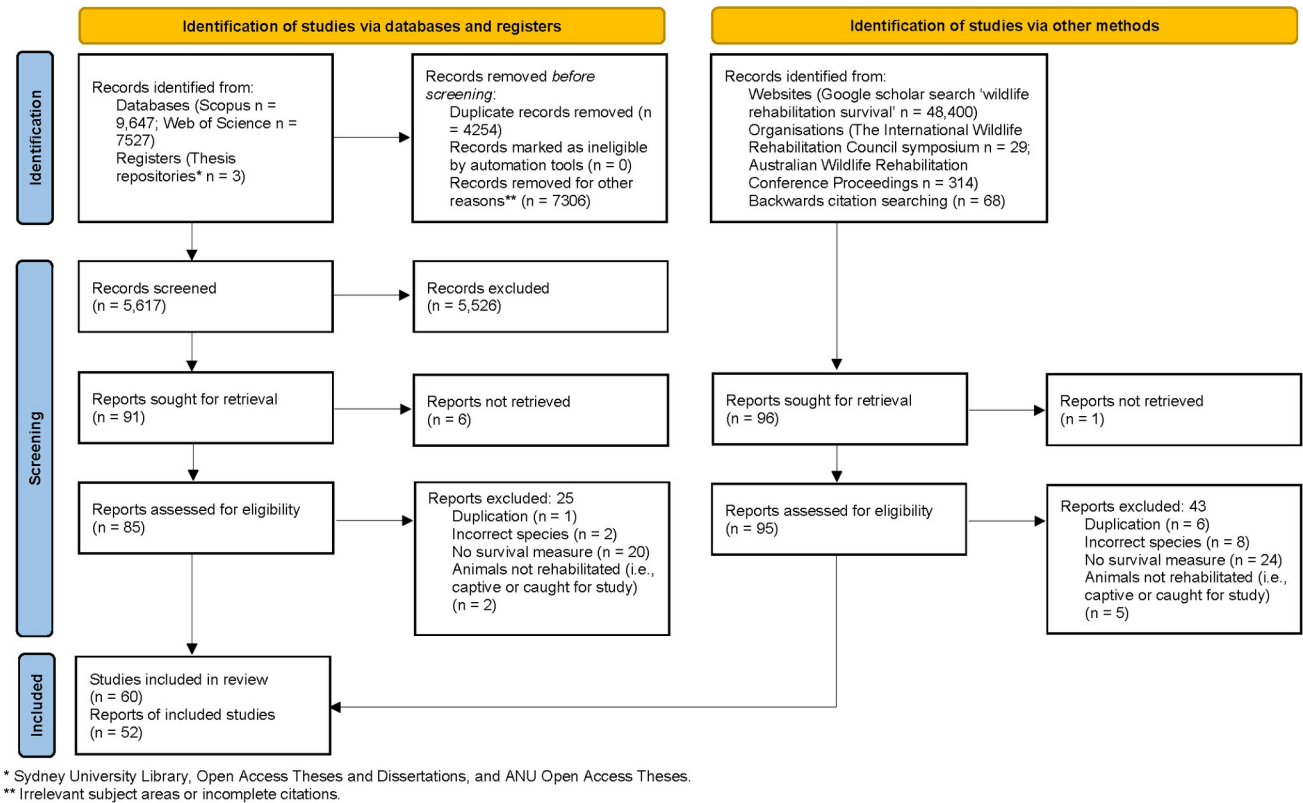 Identification of studies via databases and registers
Identification of studies via other methods
Identification
Records identified from:
Databases (Scopus n =
9,647; Web of Science n =
7527)
Registers (Thesis
repositories* n = 3)
Records removed before
screening:
Duplicate records removed (n
= 4254)
Records marked as ineligible
by automation tools (n = 0)
Records removed for other
reasons** (n = 7306)
Records identified from:
Websites (Google scholar search ‘wildlife
rehabilitation survival’ n = 48,400)
Organisations (The International Wildlife
Rehabilitation Council symposium n = 29;
Australian Wildlife Rehabilitation
Conference Proceedings n = 314)
Backwards citation searching (n = 68)
Screening
Records screened
(n = 5,617)
Records excluded
(n = 5,526)
Reports sought for retrieval
(n = 91)
Reports not retrieved
(n = 6)
Reports sought for retrieval
(n = 96)
Reports not retrieved
(n = 1)
Reports assessed for eligibility
(n = 85)
Reports excluded: 25
Duplication (n = 1)
Incorrect species (n = 2)
No survival measure (n = 20)
Animals not rehabilitated (i.e.,
captive or caught for study)
(n = 2)
Reports assessed for eligibility
(n = 95)
Reports excluded: 43
Duplication (n = 6)
Incorrect species (n = 8)
No survival measure (n = 24)
Animals not rehabilitated (i.e.,
captive or caught for study)
(n = 5)
Included
Studies included in review
(n = 60)
Reports of included studies
(n = 52)
* Sydney University Library, Open Access Theses and Dissertations, and ANU Open Access Theses.
** Irrelevant subject areas or incomplete citations.